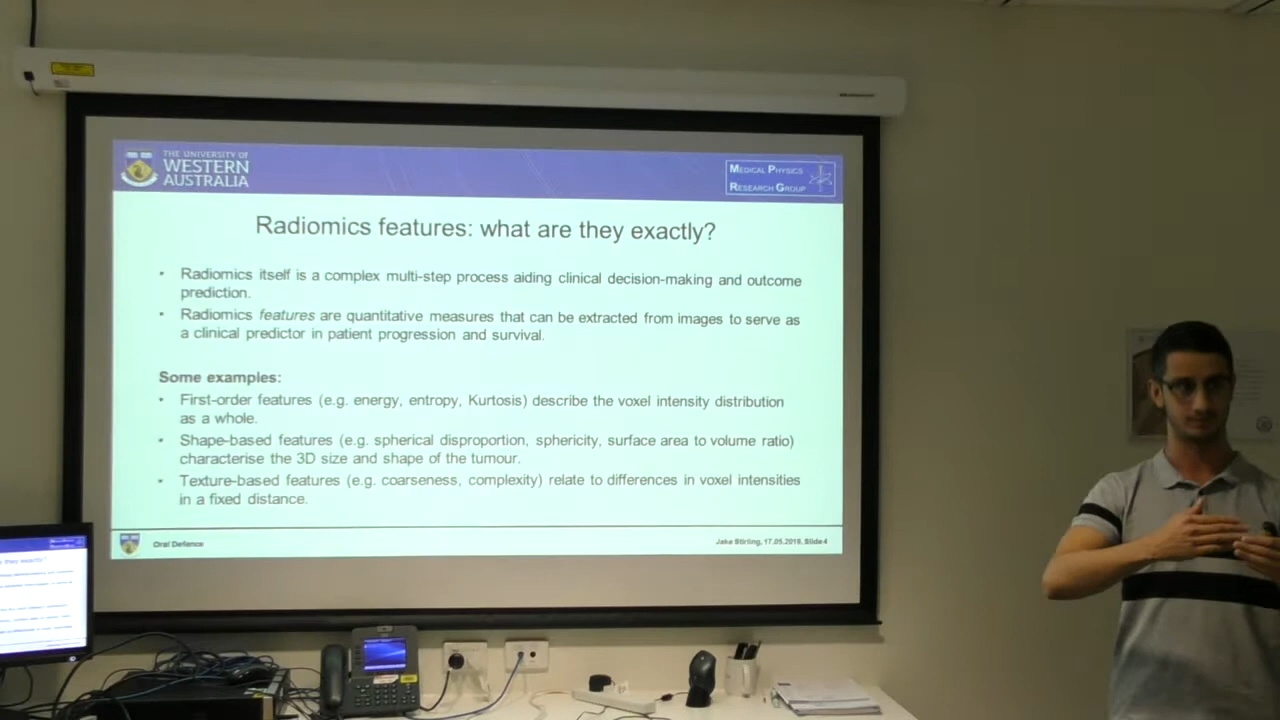 THE UNIVERSITY OF
WESTERN
AUSTRALIA
MEDICAL PHYSICS
RESEARCH GROUP
Radiomics features: what are they exactly?
• Radiomics itself is a complex multi-step process aiding clinical decision-making and outcome
prediction.
• Radiomics features are quantitative measures that can be extracted from images to serve as
a clinical predictor in patient progression and survival.
Some examples:
• First-order features (e.g. energy, entropy, Kurtosis) describe the voxel intensity distribution
as a whole.
• Shape-based features (e.g. spherical disproportion, sphericity, surface area to volume ratio)
characterise the 3D size and shape of the tumour.
• Texture-based features (e.g. coarseness, complexity) relate to differences in voxel intensities
in a fixed distance.
Oral Defence
Jake Stirling, 17.05.2018, Slide 4